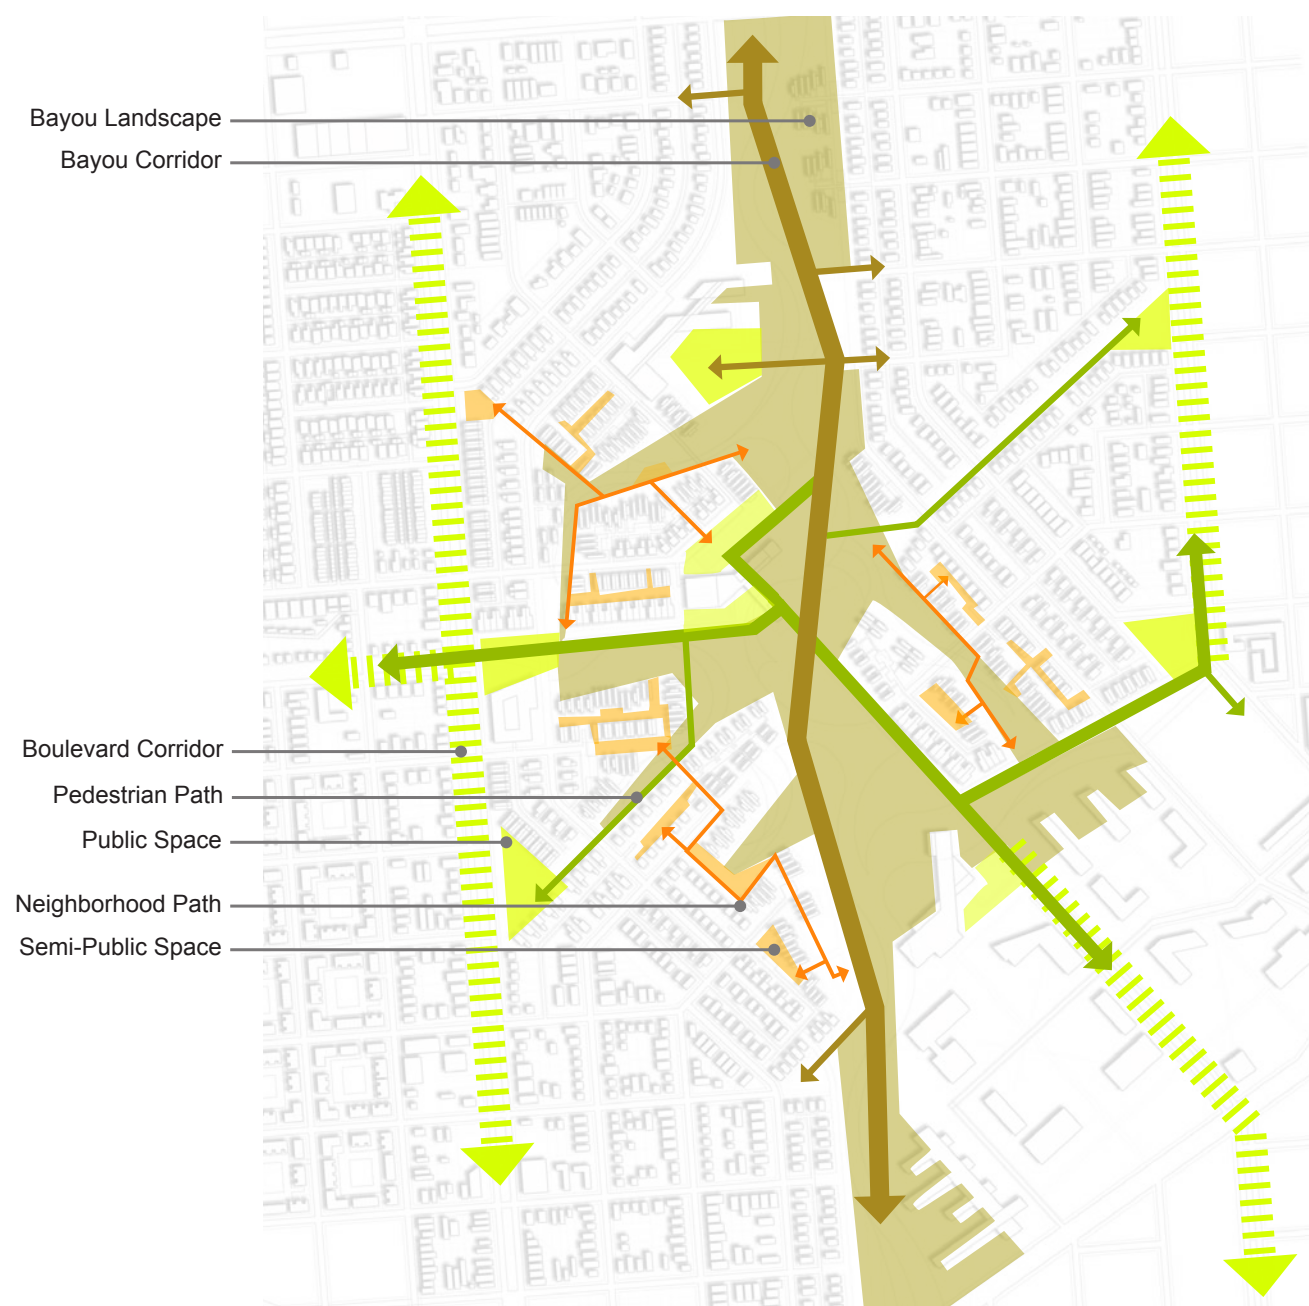 Bayou Landscape
Bayou Corridor
Boulevard Corridor
Pedestrian Path
Public Space
Neighborhood Path
Semi-Public Space